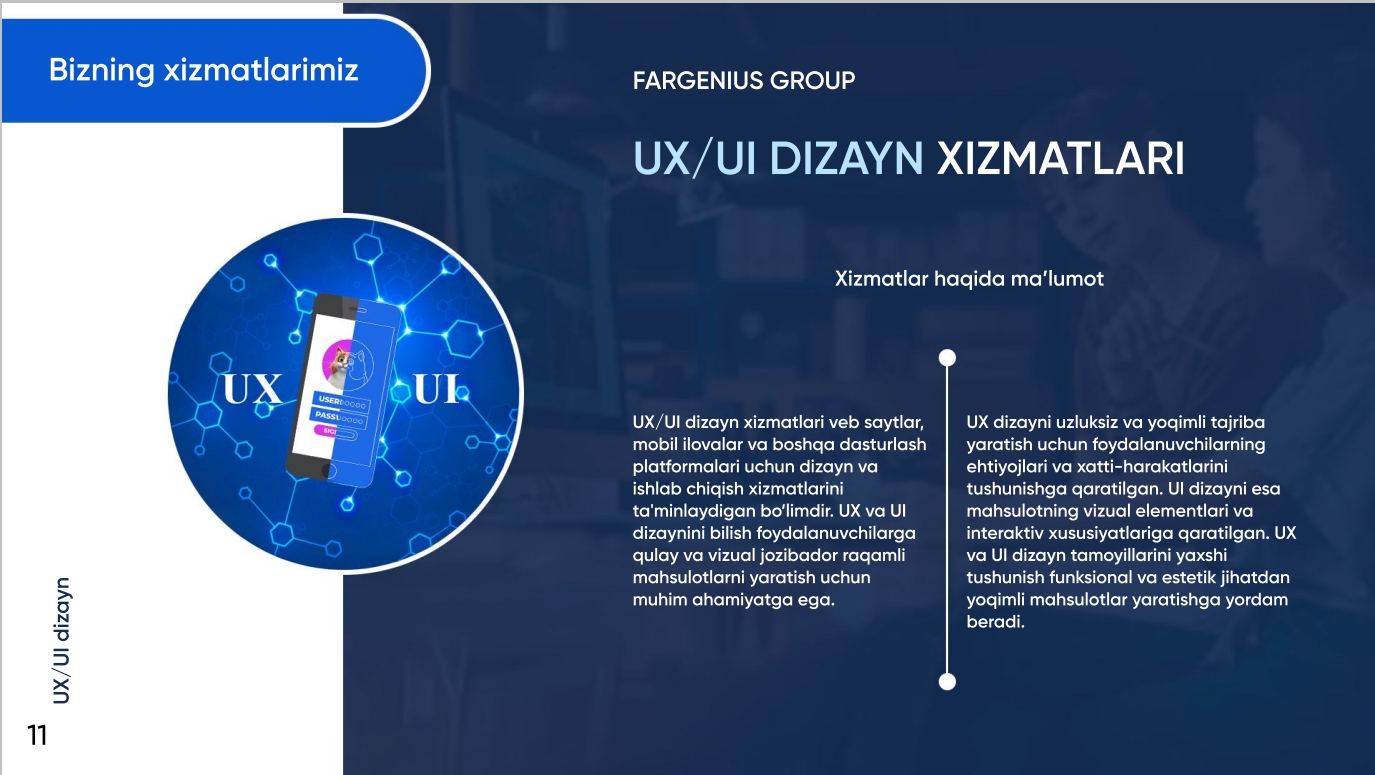 Bizning xizmatlarimiz
FARGENIUS GROUP
UX/UI DIZAYN XIZMATLARI
Xizmatlar haqida ma‘lumot
UX
UI
USER
PASSW
SIG
UX/UI dizayn xizmatlari veb saytlar,
mobil ilovalar va boshqa dasturlash
platformalari uchun dizayn va
ishlab chiqish xizmatlarini
ta'minlaydigan bo‘limdir. UX va UI
dizaynini bilish foydalanuvchilarga
qulay va vizual jozibador raqamli
mahsulotlarni yaratish uchun
muhim ahamiyatga ega.
UX dizayni uzluksiz va yoqimli tajriba
yaratish uchun foydalanuvchilarning
ehtiyojlari va xatti-harakatlarini
tushunishga qaratilgan. UI dizayni esa
mahsulotning vizual elementlari va
interaktiv xususiyatlariga qaratilgan. UX
va UI dizayn tamoyillarini yaxshi
tushunish funksional va estetik jihatdan
yoqimli mahsulotlar yaratishga yordam
beradi.
UX/UI dizayn
11